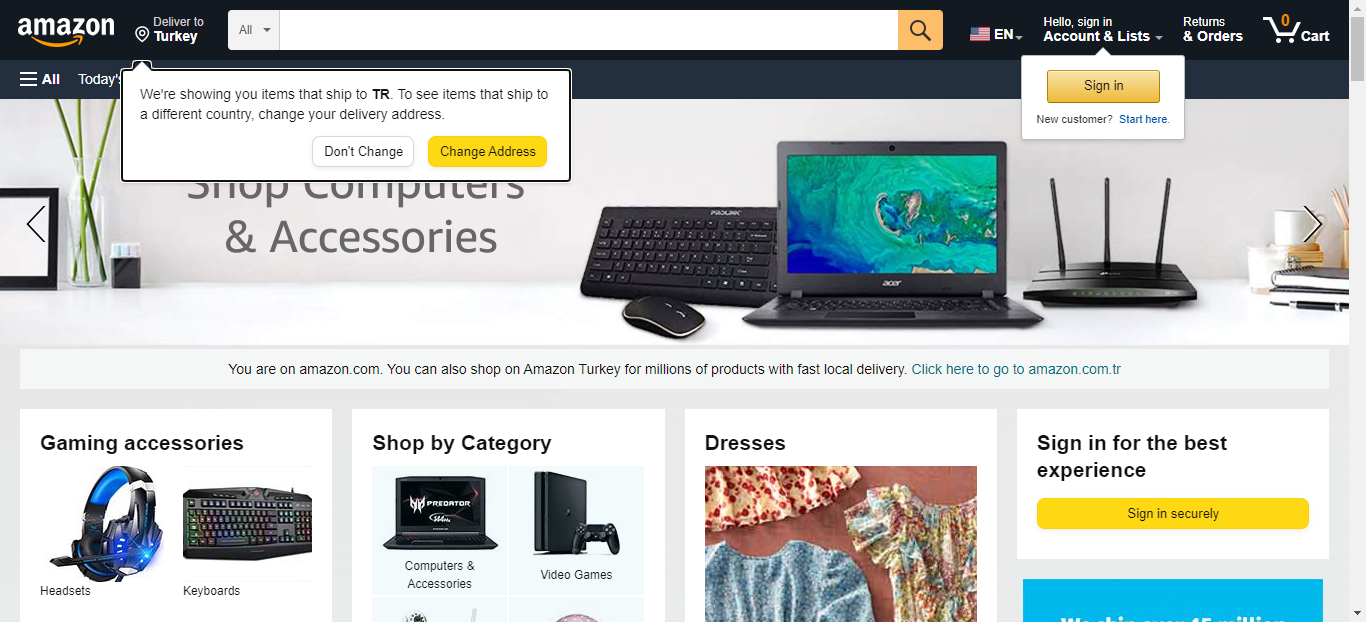 amazon
Deliver to
Turkey
All
EN
Hello, sign in
Account & Lists
Returns
& Orders
0
Cart
All
Today's
We're showing you items that ship to TR. To see items that ship to
a different country, change your delivery address.
Don't Change
Change Address
Sign in
New customer? Start here.
Shop Computers
& Accessories
PROLINK
acer
You are on amazon.com. You can also shop on Amazon Turkey for millions of products with fast local delivery. Click here to go to amazon.com.tr
Gaming accessories
Headsets
Keyboards
Shop by Category
PREDATOR
Computers &
Accessories
Video Games
Dresses
Sign in for the best
experience
Sign in securely
We ship over 45 million